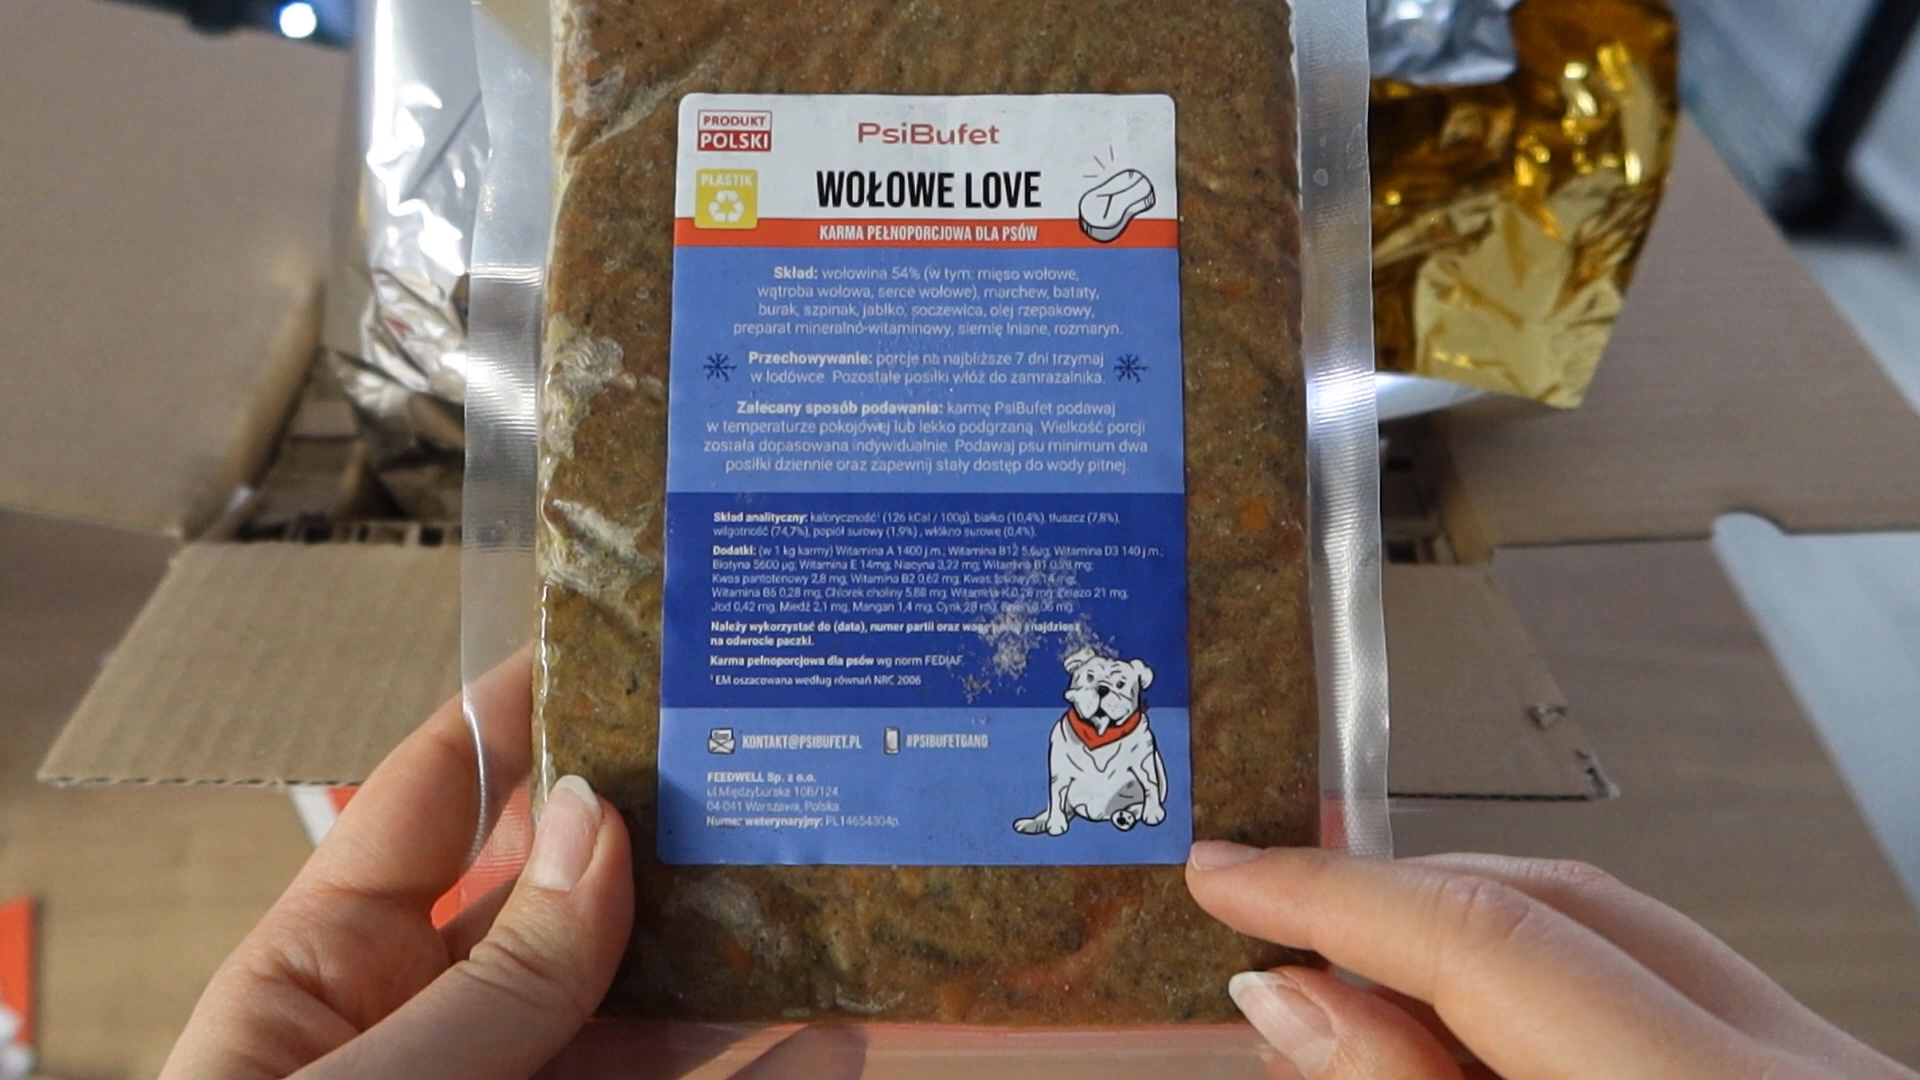 PRODUKT
POLSKI
PsiBufet
PLASTIK
WOŁOWE LOVE
KARMA PEŁNOPORCJOWA DLA PSÓW
Skład: wołowina 54% (w tym: mięso wołowe,
wątroba wołowa, serce wołowe), marchew, bataty,
burak, szpinak, jabłko, soczewica, olej rzepakowy,
preparat mineralno-witaminowy, siemię lniane, rozmaryn.
Przechowywanie: porcje na najbliższe 7 dni trzymaj
w lodówce. Pozostałe posiłki włóż do zamrażalnika.
Zalecany sposób podawania: karmę PsiBufet podawaj
w temperaturze pokojowej lub lekko podgrzaną. Wielkość porcji
została dopasowana indywidualnie. Podawaj psu minimum dwa
posiłki dziennie oraz zapewnij stały dostęp do wody pitnej.
Skład analityczny: kaloryczność¹ (126 kCal / 100g), białko (10,4%), tłuszcz (7,8%),
wilgotność (74,7%), popiół surowy (1,9%) , włókno surowe (0,4%).
Dodatki: (w 1 kg karmy) Witamina A 1400 j.m.; Witamina B12 5,6µg; Witamina D3 140 j.m.;
Biotyna 5600 µg; Witamina E 14mg; Niacyna 3,22 mg; Witamina B1
Kwas pantotenowy 2,8 mg; Witamina B2 0,62 mg; Kwas
Witamina B6 0,28 mg; Chlorek choliny 5,88 mg; Witamina K mg; Żelazo 21 mg;
Jod 0,42 mg, Miedź 2,1 mg, Mangan 1,4 mg, Cynk
Należy wykorzystać do (data), numer partii oraz znajdziesz
na odwrocie paczki.
Karma pełnoporcjowa dla psów wg norm FEDIAF
¹ EM oszacowana według równań NRC 2006
KONTAKT@PSIBUFET.PL #PSIBUFETGANG
FEEDWELL Sp. z o.o.
ul.Międzyborska 10B/124
04-041 Warszawa, Polska
Numer weterynaryjny: PL14654304p.